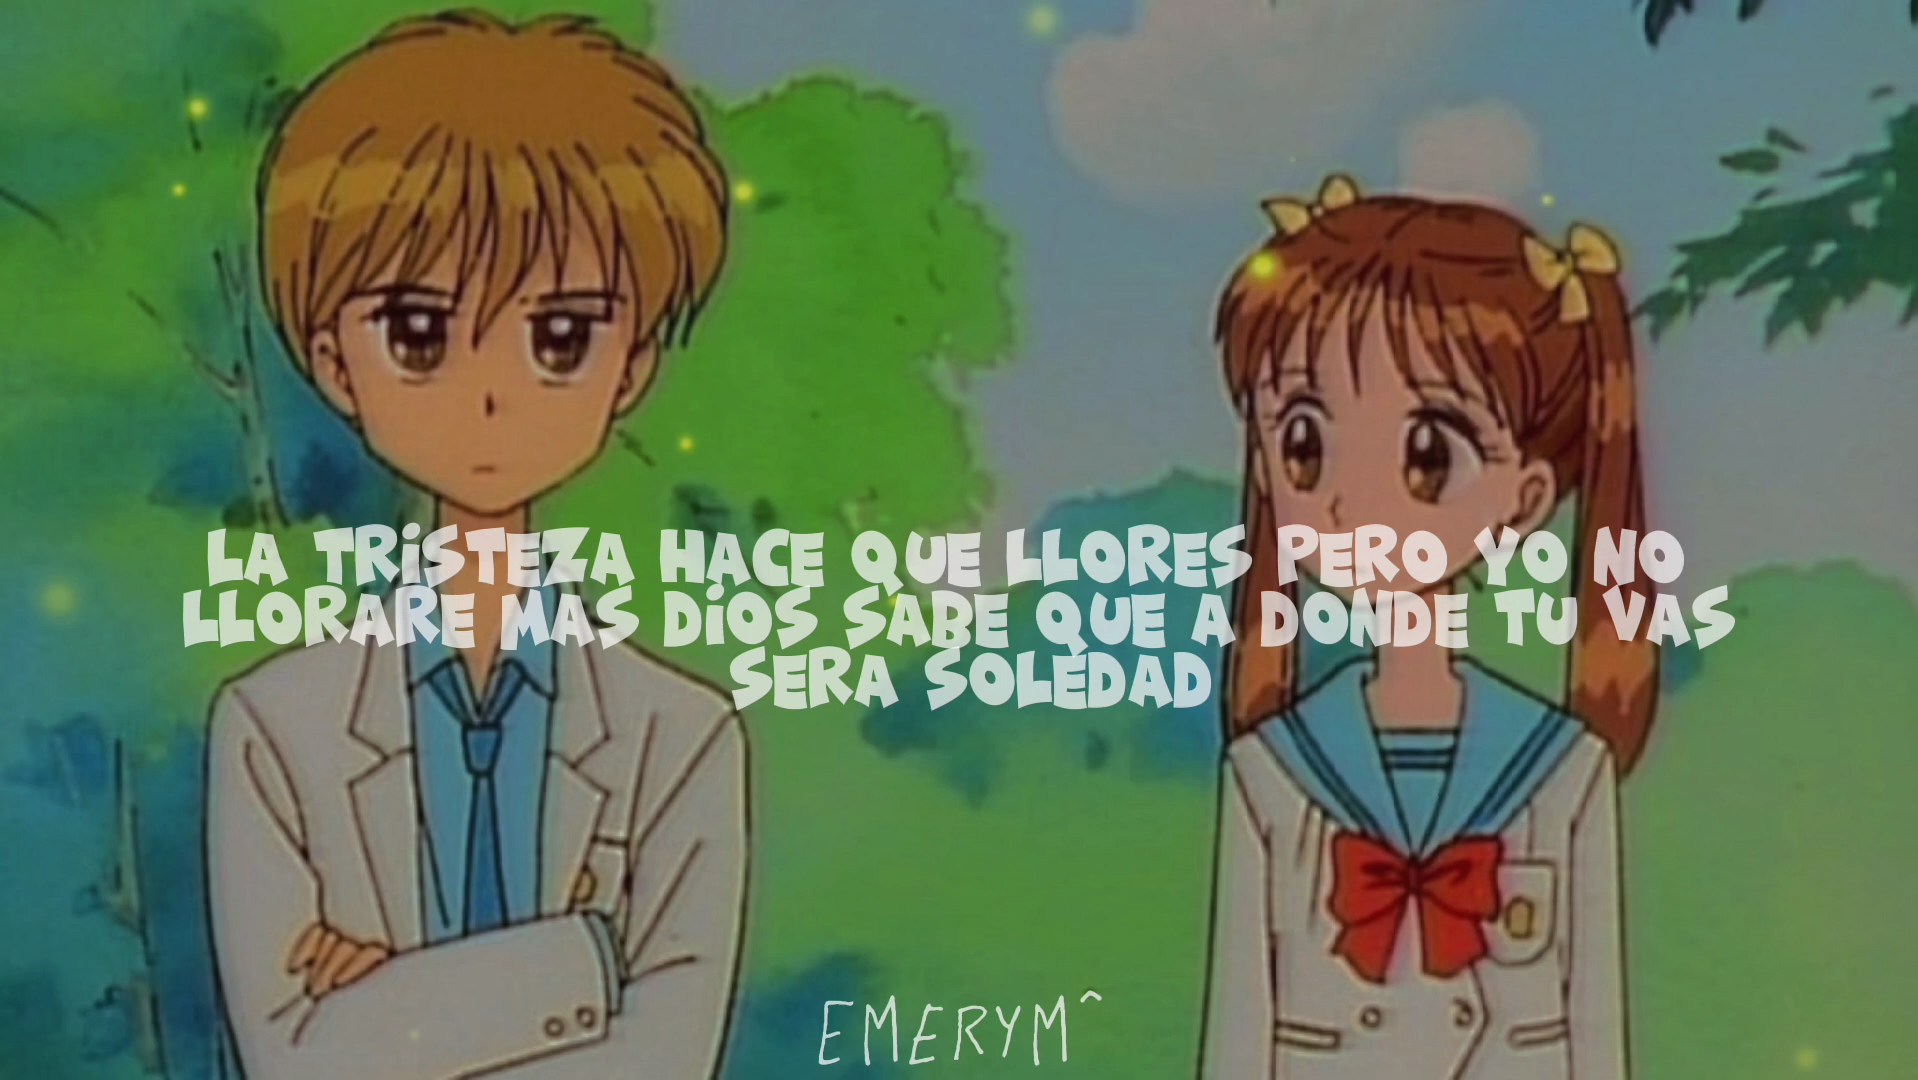 LA TRISTEZA HACE QUE LLORES PERO YO NO
LLORARE MAS DIOS SABE QUE A DONDE TU VAS
SERA SOLEDAD
EMERYM^